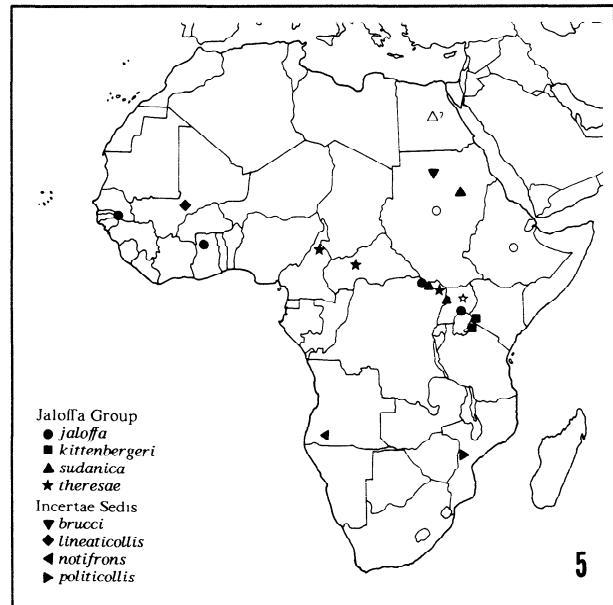 ?
Jaloffa Group
jaloffa
kittenbergeri
sudanica
theresae
Incertae Sedis
brucci
lineaticollis
notifrons
politicollis
5